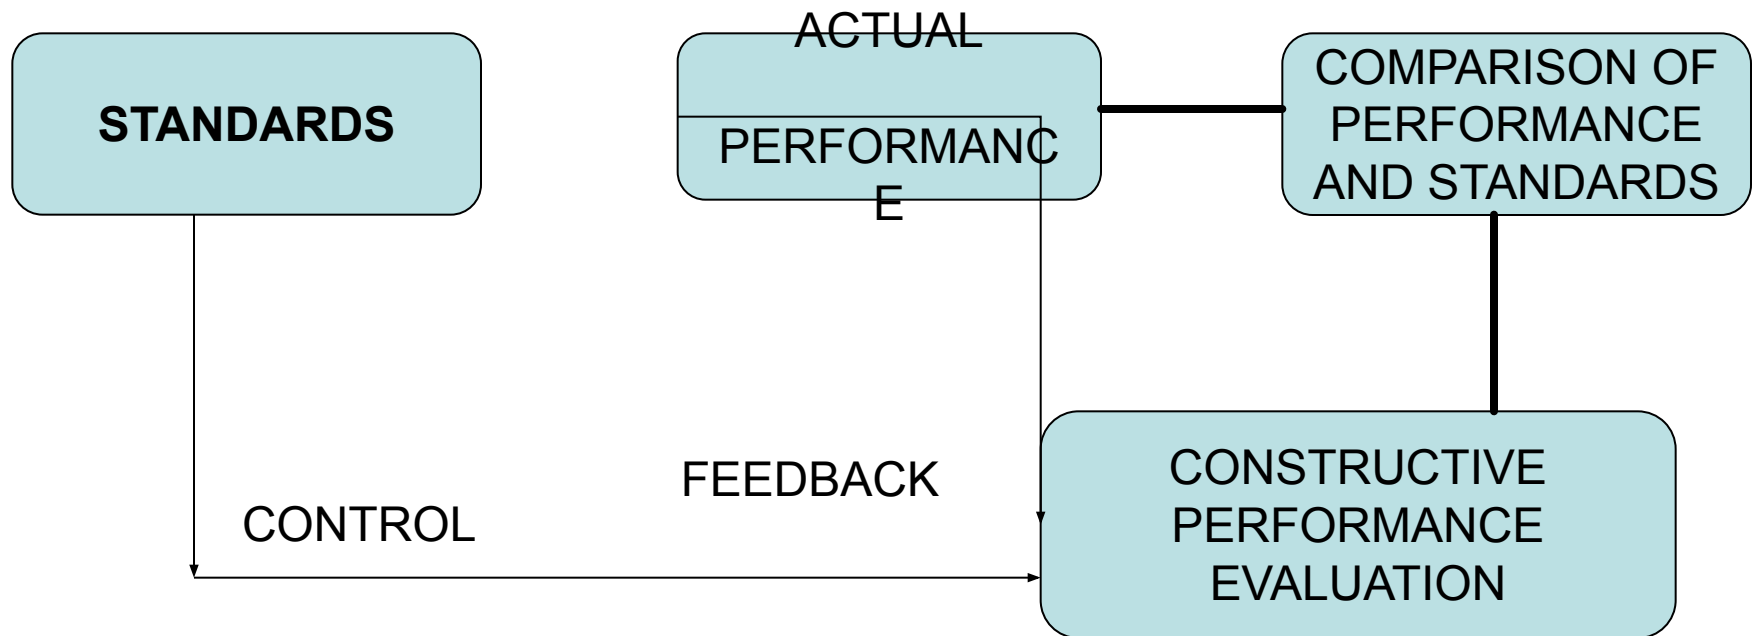 STANDARDS
ACTUAL
PERFORMANC
E
COMPARISON OF
PERFORMANCE
AND STANDARDS
CONTROL
FEEDBACK
CONSTRUCTIVE
PERFORMANCE
EVALUATION